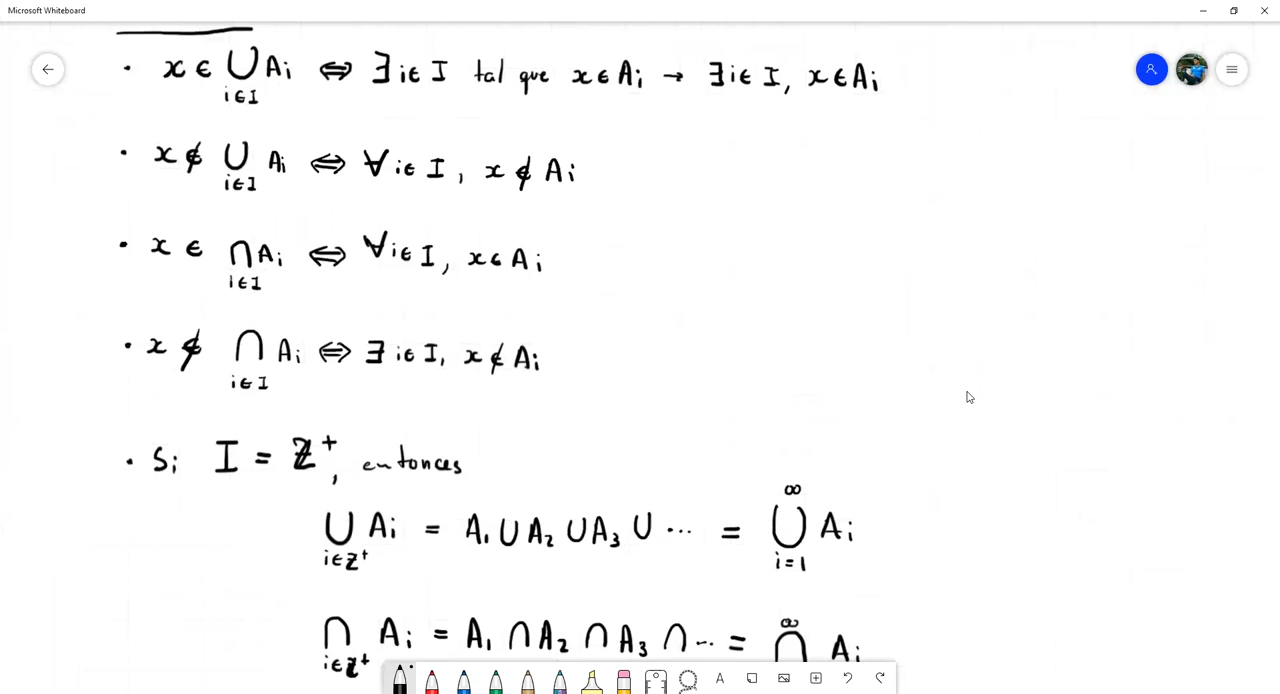 Microsoft Whiteboard
• x ∈ ⋃_{i∈I} Aᵢ ⇔ ∃ i∈I tal que x∈Aᵢ → ∃ i∈I, x∈Aᵢ
• x ∉ ⋃_{i∈I} Aᵢ ⇔ ∀ i∈I, x∉Aᵢ
• x ∈ ⋂_{i∈I} Aᵢ ⇔ ∀ i∈I, x∈Aᵢ
• x ∉ ⋂_{i∈I} Aᵢ ⇔ ∃ i∈I, x∉Aᵢ
• Si I = ℤ⁺, entonces
⋃_{i∈ℤ⁺} Aᵢ = A₁ ∪ A₂ ∪ A₃ ∪ ⋯ = ⋃_{i=1}^{∞} Aᵢ
⋂_{i∈ℤ⁺} Aᵢ = A₁ ∩ A₂ ∩ A₃ ∩ ⋯ = ⋂^{∞} Aᵢ
A